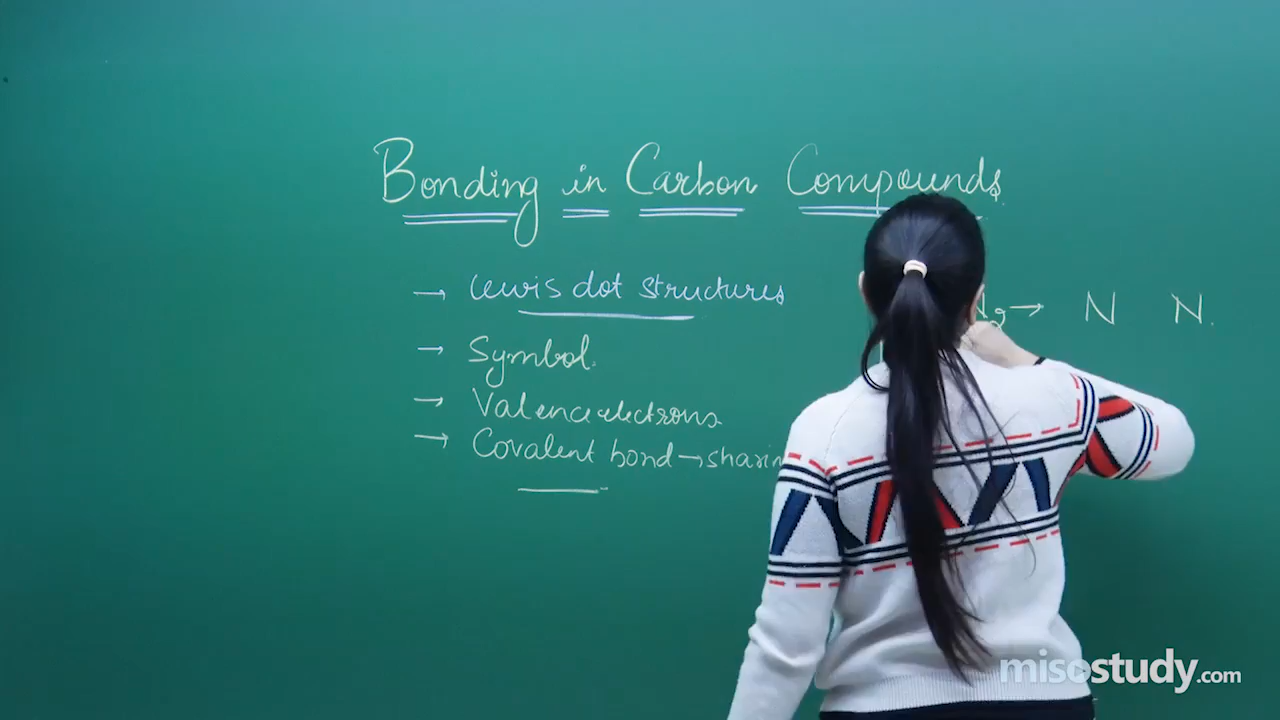 Bonding in Carbon Compounds.
→ Lewis dot structures
→ Symbol.
→ Valence electrons.
→ Covalent bond → sharin
→ N N.
misostudy.com